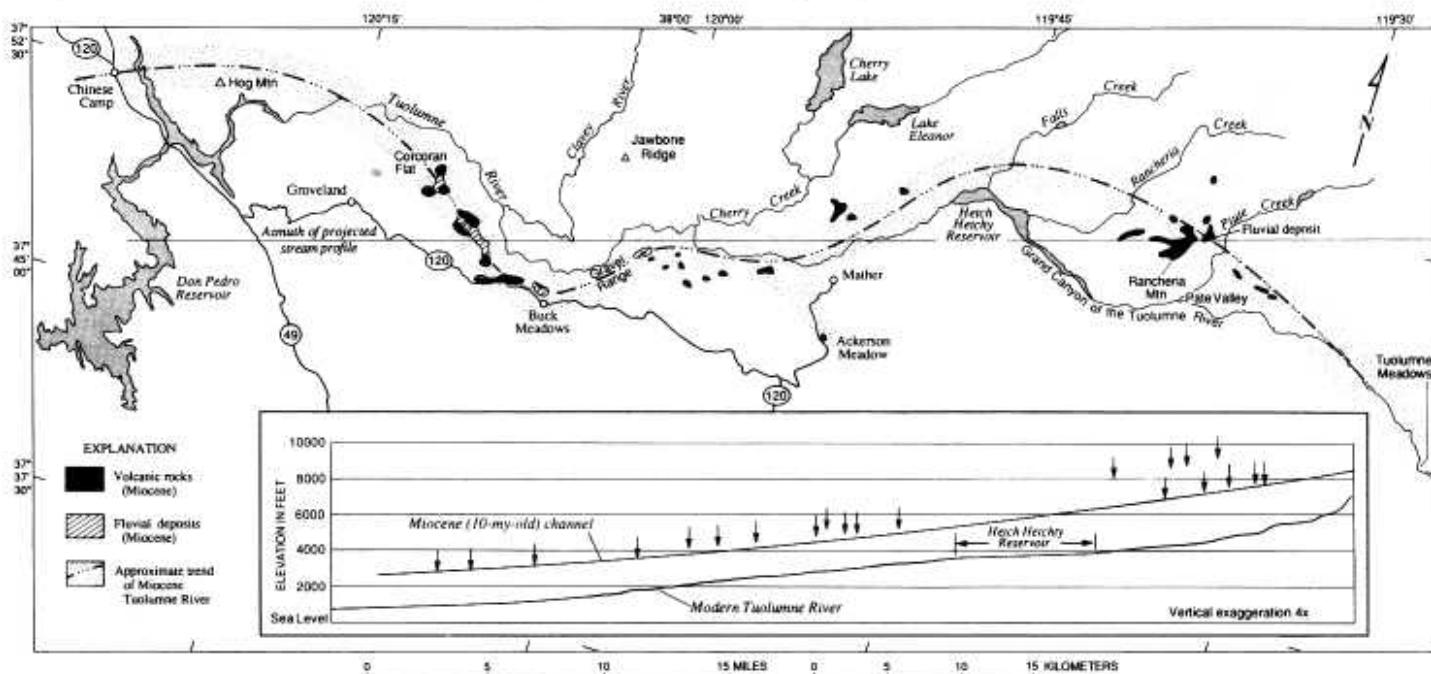 120°15'
38°00' 120°00'
119°45'
119°30'
37°
52'
30"
120
Chinese
Camp
Hog Mtn
Tuolumne
River
Clavey
River
Jawbone
Ridge
Cherry
Lake
Lake
Eleanor
Creek
Falls
Creek
Rancheria
Creek
N
Corcoran
Flat
Groveland
Azmuth of projected
stream profile
Cherry
Creek
Hetch
Hetchy
Reservoir
Piute
Creek
Fluvial deposit
37°
45'
00"
Don Pedro
Reservoir
120
49
Range
Buck
Meadows
Mather
Ackerson
Meadow
120
Grand Canyon of the Tuolumne River
Rancheria
Mtn
Pate Valley
Tuolumne
Meadows
37°
37'
30"
EXPLANATION
Volcanic rocks
(Miocene)
Fluvial deposits
(Miocene)
Approximate trend
of Miocene
Tuolumne River
ELEVATION IN FEET
10000
8000
6000
4000
2000
Sea Level
Miocene (10-my-old) channel
Hetch Hetchy
Reservoir
Modern Tuolumne River
Vertical exaggeration 4x
0 5 10 15 MILES 0 5 10 15 KILOMETERS